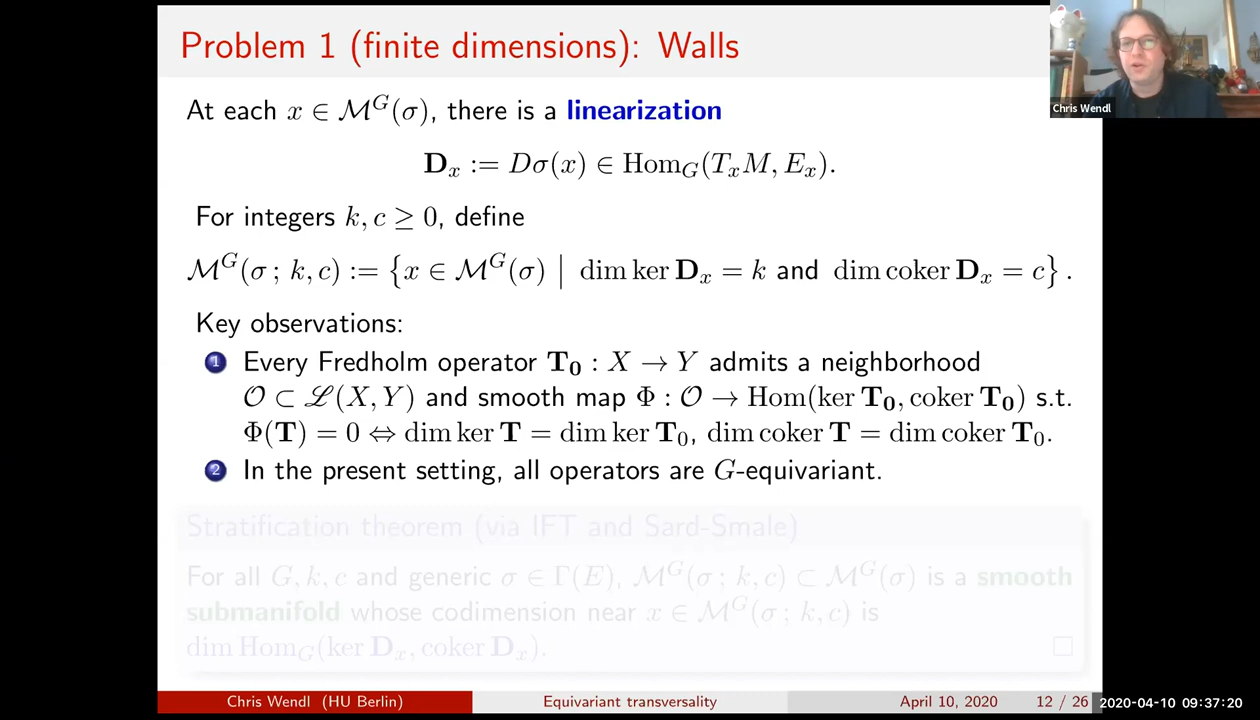 Problem 1 (finite dimensions): Walls
Chris Wendl
At each x ∈ ℳ^G(σ), there is a linearization
D_x := Dσ(x) ∈ Hom_G(T_xM, E_x).
For integers k, c ≥ 0, define
ℳ^G(σ ; k, c) := {x ∈ ℳ^G(σ) | dim ker D_x = k and dim coker D_x = c} .
Key observations:
1 Every Fredholm operator T_0 : X → Y admits a neighborhood
𝒪 ⊂ ℒ(X, Y) and smooth map Φ : 𝒪 → Hom(ker T_0, coker T_0) s.t.
Φ(T) = 0 ⇔ dim ker T = dim ker T_0, dim coker T = dim coker T_0.
2 In the present setting, all operators are G-equivariant.
Stratification theorem (via IFT and Sard-Smale)
For all G, k, c and generic σ ∈ Γ(E), ℳ^G(σ ; k, c) ⊂ ℳ^G(σ) is a smooth
submanifold whose codimension near x ∈ ℳ^G(σ ; k, c) is
dim Hom_G(ker D_x, coker D_x). □
Chris Wendl (HU Berlin) Equivariant transversality April 10, 2020 12 / 26 2020-04-10 09:37:20